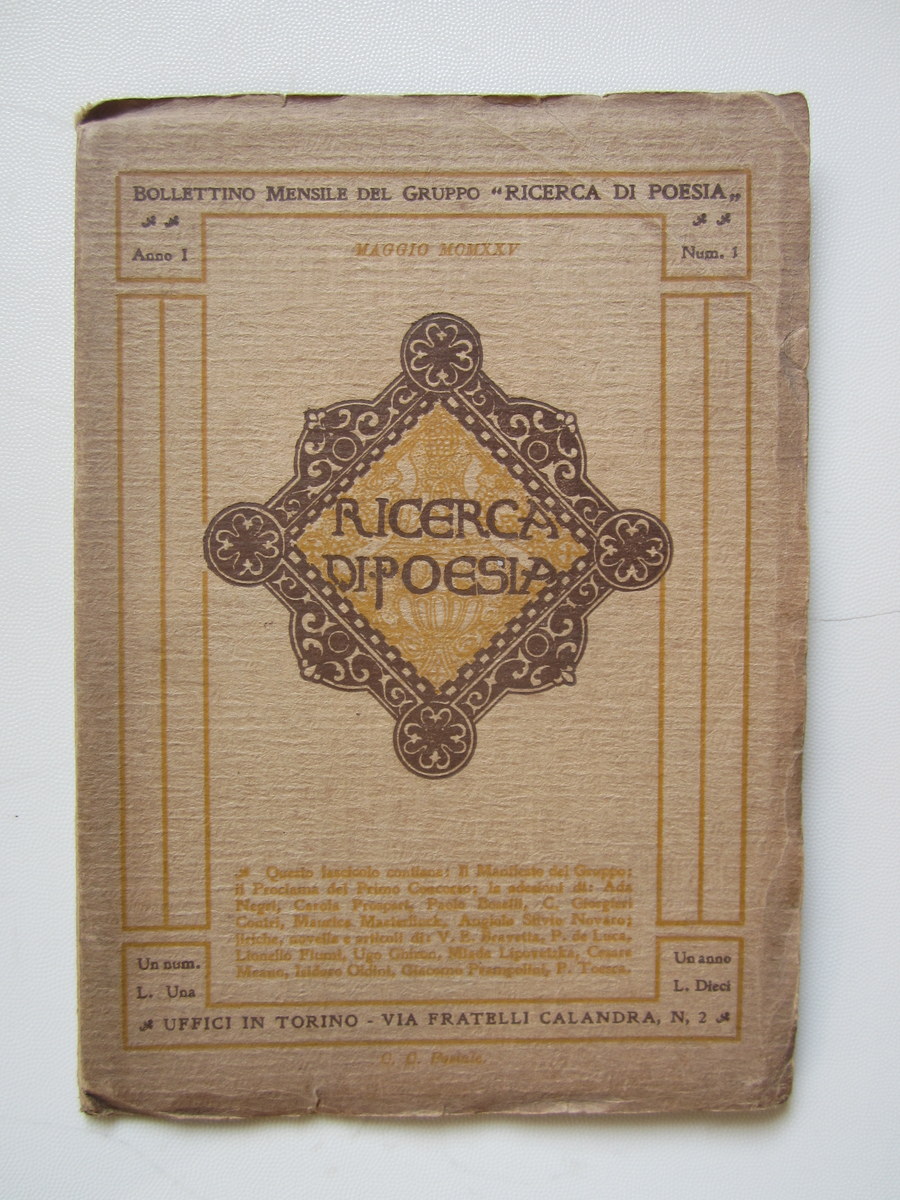 BOLLETTINO MENSILE DEL GRUPPO “RICERCA DI POESIA„
Anno I
MAGGIO MCMXXV
Num. 1
RICERCA
DI·POESIA
Questo fascicolo contiene: Il Manifesto del Gruppo;
il Proclama del Primo Concorso; le adesioni di: Ada
Negri, Carola Prosperi, Paolo Boselli, C. Giorgieri
Contri, Maurice Maeterlinck, Angiolo Silvio Novaro;
liriche, novelle e articoli di: V. E. Bravetta, P. de Luca,
Lionello Fiumi, Ugo Ghiron, Mlada Lipovetzka, Cesare
Meano, Isidoro Oldini, Giacomo Prampolini, P. Toesca.
Un num.
L. Una
Un anno
L. Dieci
UFFICI IN TORINO - VIA FRATELLI CALANDRA, N, 2
C. C. Postale.